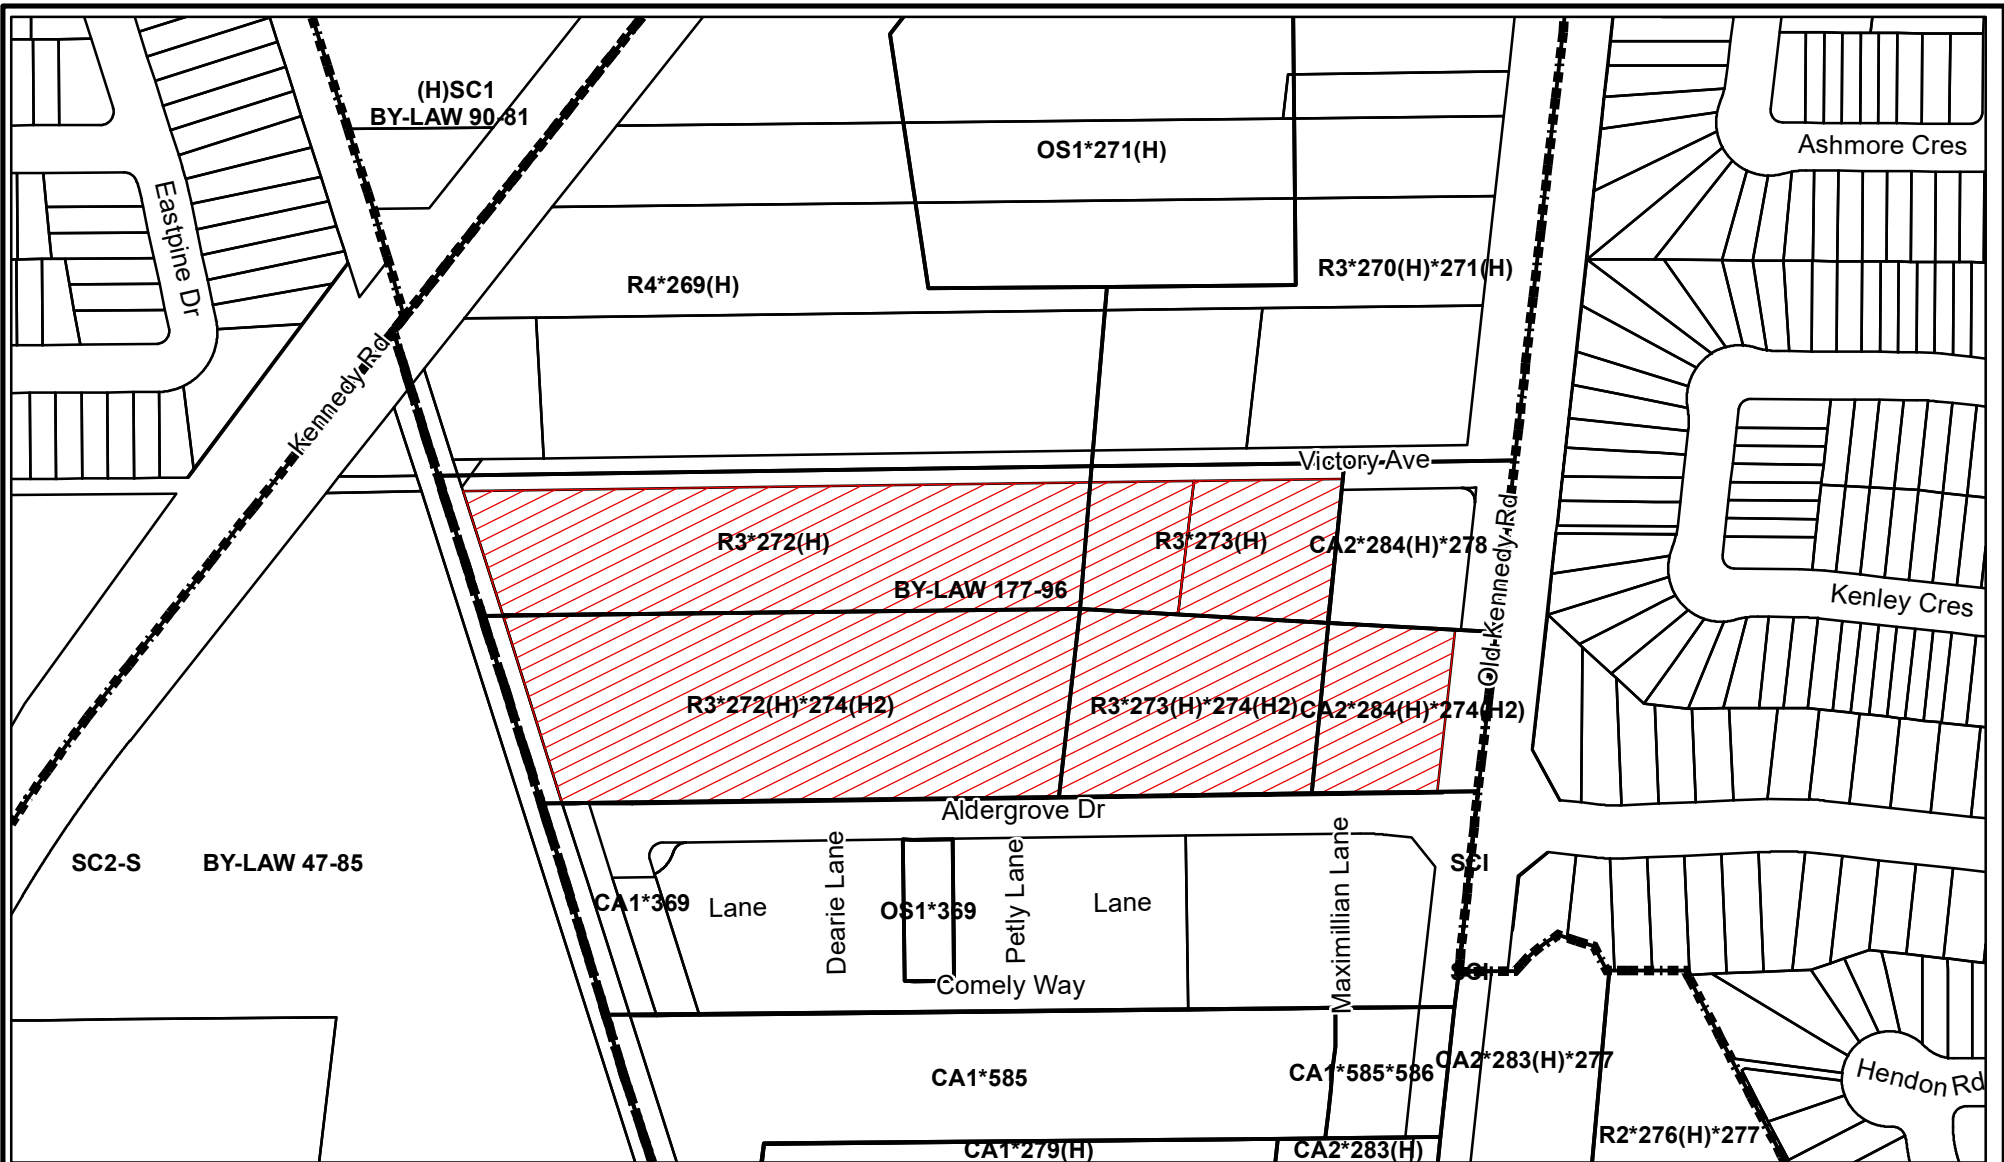 (H)SC1
BY-LAW 90-81
OS1*271(H)
Ashmore Cres
Eastpine Dr
R4*269(H)
R3*270(H)*271(H)
Kennedy Rd
Victory Ave
R3*272(H)
R3*273(H)
CA2*284(H)*278
BY-LAW 177-96
Old Kennedy Rd
Kenley Cres
R3*272(H)*274(H2)
R3*273(H)*274(H2)
CA2*284(H)*274(H2)
Aldergrove Dr
SC2-S
BY-LAW 47-85
SCI
CA1*369
Lane
Dearie Lane
OS1*369
Petly Lane
Lane
Maximillian Lane
SCI
Comely Way
CA1*585
CA1*585*586
CA2*283(H)*277
Hendon Rd
R2*276(H)*277
CA1*279(H)
CA2*283(H)